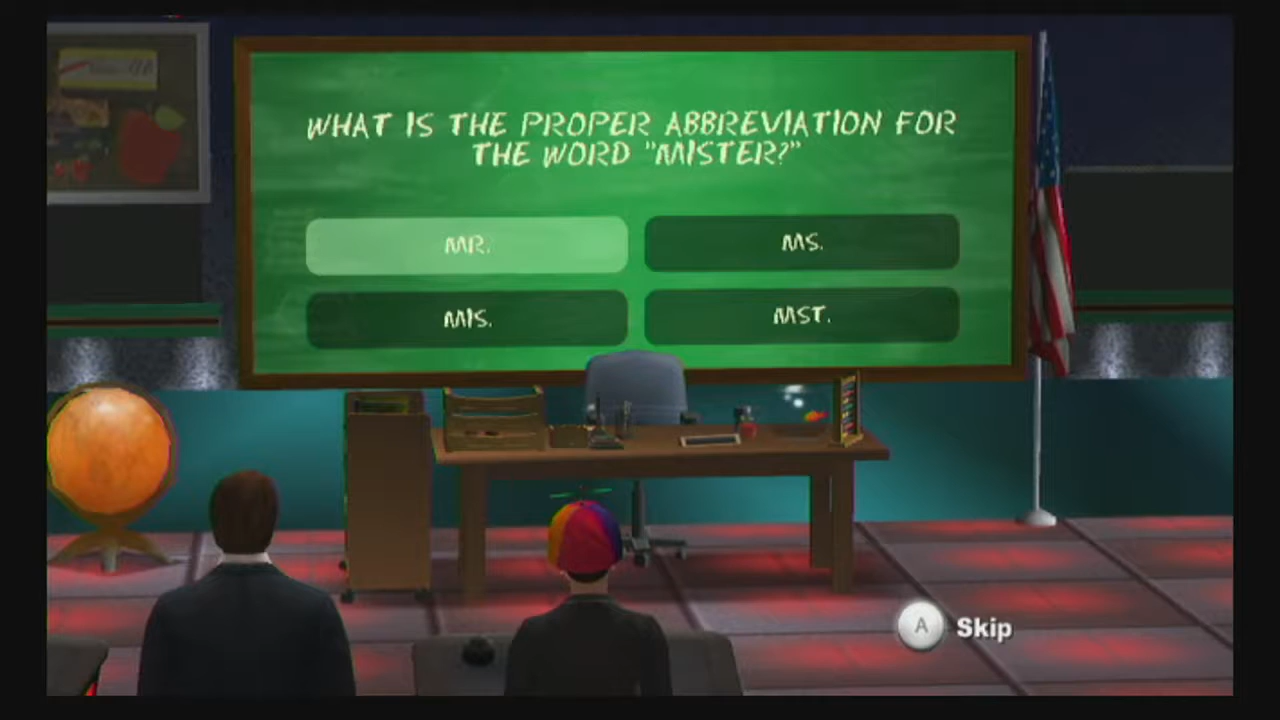 WHAT IS THE PROPER ABBREVIATION FOR
THE WORD "MISTER?"
MR.
MS.
MIS.
MST.
A Skip